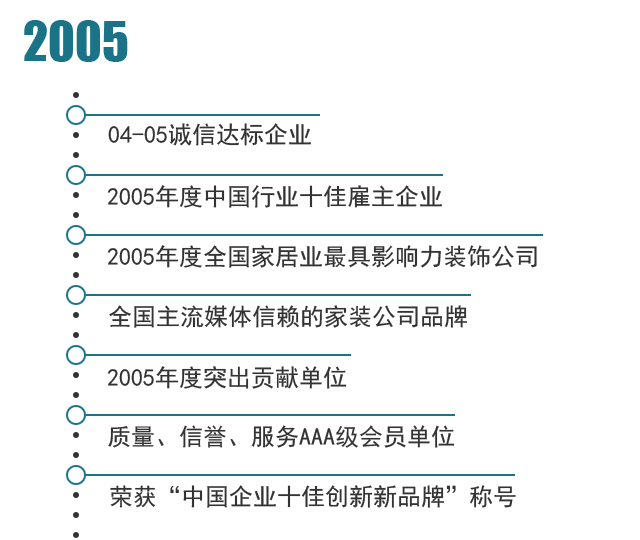 2005
04-05诚信达标企业
2005年度中国行业十佳雇主企业
2005年度全国家居业最具影响力装饰公司
全国主流媒体信赖的家装公司品牌
2005年度突出贡献单位
质量、信誉、服务AAA级会员单位
荣获“中国企业十佳创新新品牌”称号